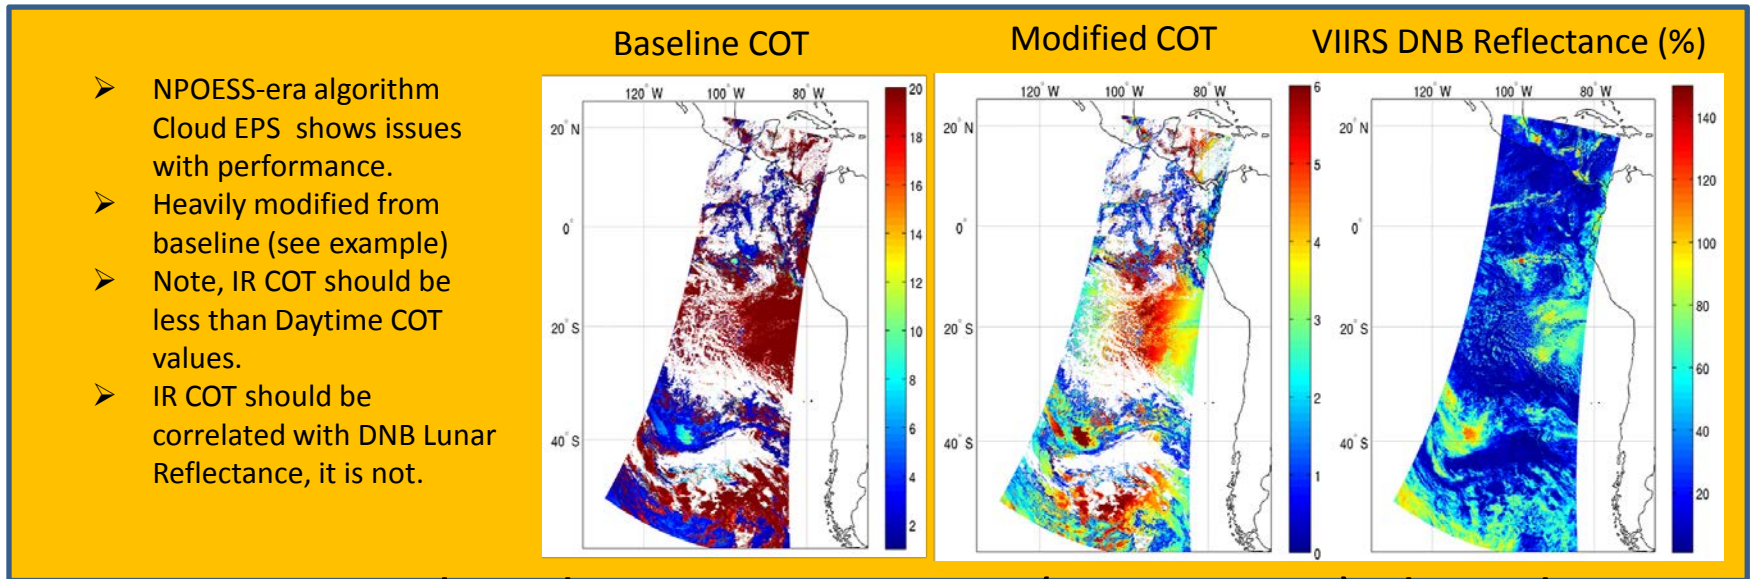 Baseline COT
Modified COT
VIIRS DNB Reflectance (%)
➢ NPOESS-era algorithm
Cloud EPS shows issues
with performance.
➢ Heavily modified from
baseline (see example)
➢ Note, IR COT should be
less than Daytime COT
values.
➢ IR COT should be
correlated with DNB Lunar
Reflectance, it is not.
120° W 100° W 80° W
20° N
0°
20° S
40° S
20
18
16
14
12
10
8
6
4
2
120° W 100° W 80° W
20° N
0°
20° S
40° S
6
5
4
3
2
1
0
120° W 100° W 80° W
20° N
0°
20° S
40° S
140
120
100
80
60
40
20